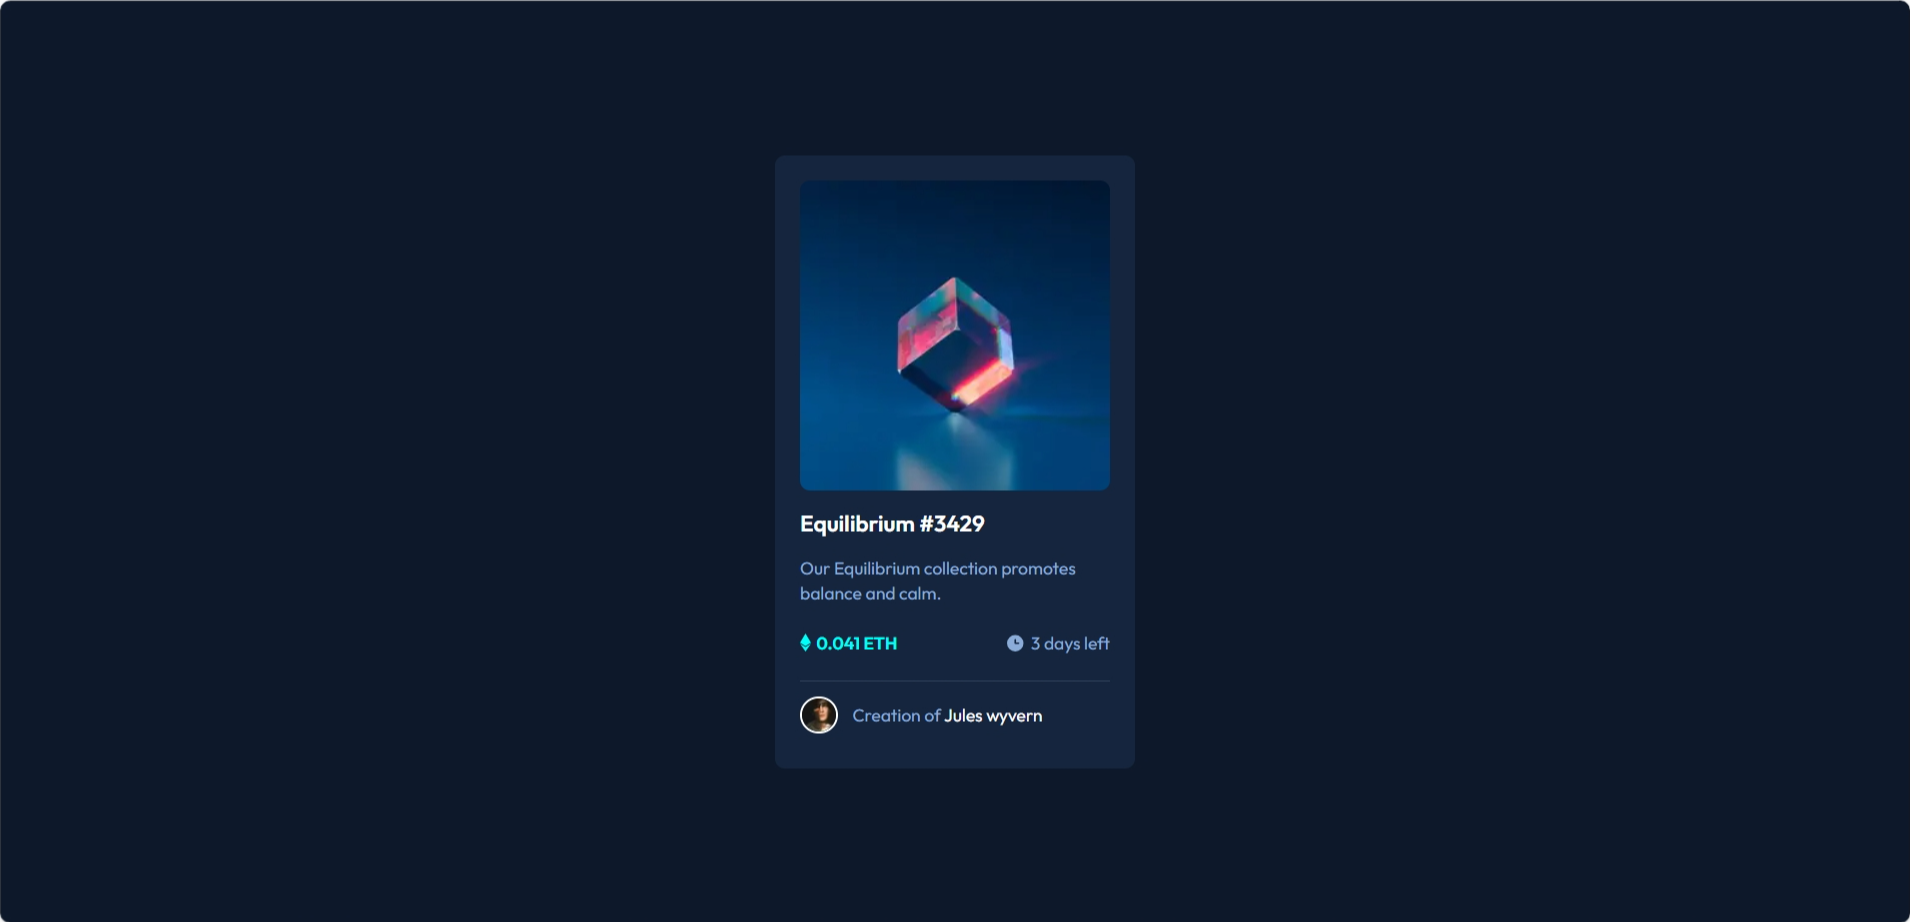 Equilibrium #3429
Our Equilibrium collection promotes
balance and calm.
0.041 ETH
3 days left
Creation of Jules wyvern